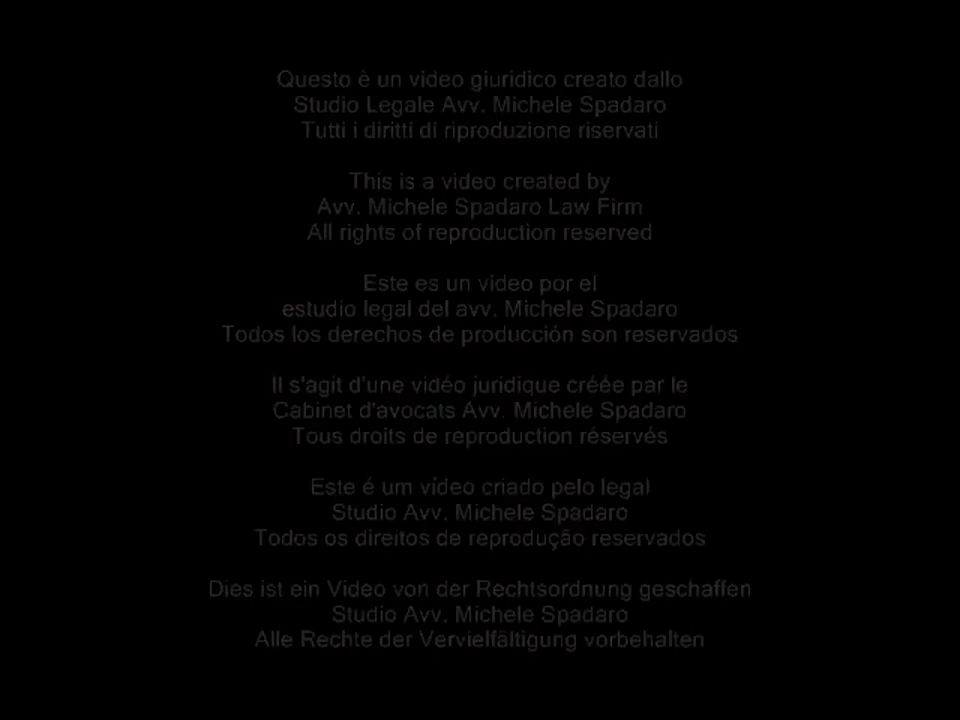 Questo è un video giuridico creato dallo
Studio Legale Avv. Michele Spadaro
Tutti i diritti di riproduzione riservati
This is a video created by
Avv. Michele Spadaro Law Firm
All rights of reproduction reserved
Este es un video por el
estudio legal del avv. Michele Spadaro
Todos los derechos de producción son reservados
Il s'agit d'une vidéo juridique créée par le
Cabinet d'avocats Avv. Michele Spadaro
Tous droits de reproduction réservés
Este é um vídeo criado pelo legal
Studio Avv. Michele Spadaro
Todos os direitos de reprodução reservados
Dies ist ein Video von der Rechtsordnung geschaffen
Studio Avv. Michele Spadaro
Alle Rechte der Vervielfältigung vorbehalten